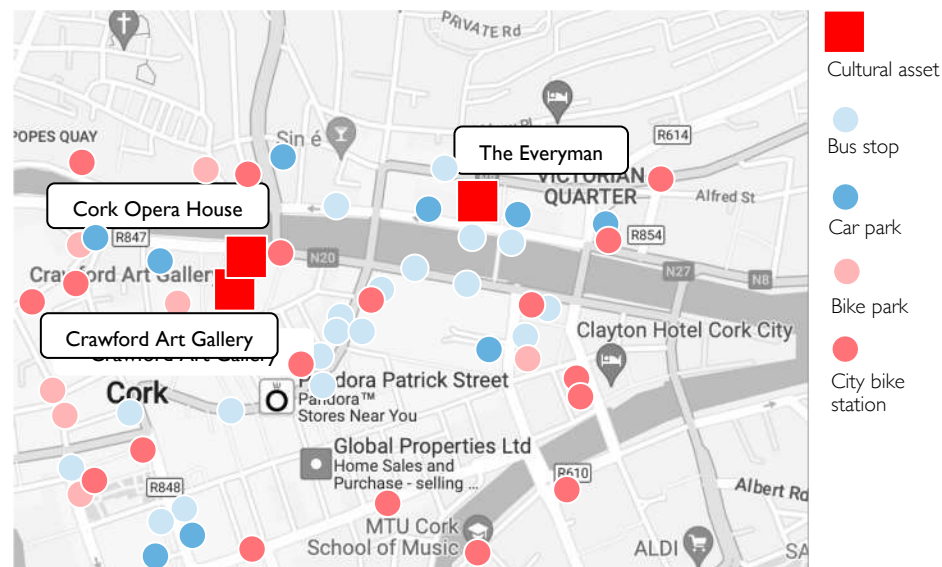 PRIVATE Rd
POPES QUAY
Sin é
R614
The Everyman
VICTORIAN
QUARTER
Alfred St
Cork Opera House
R847
R854
N20
N27
N8
Crawford Art Gallery
Crawford Art Gallery
Clayton Hotel Cork City
Cork
Pandora Patrick Street
Pandora™
Stores Near You
Global Properties Ltd
Home Sales and
Purchase - selling ...
R848
R610
Albert Rd
MTU Cork
School of Music
ALDI
SA
Cultural asset
Bus stop
Car park
Bike park
City bike
station